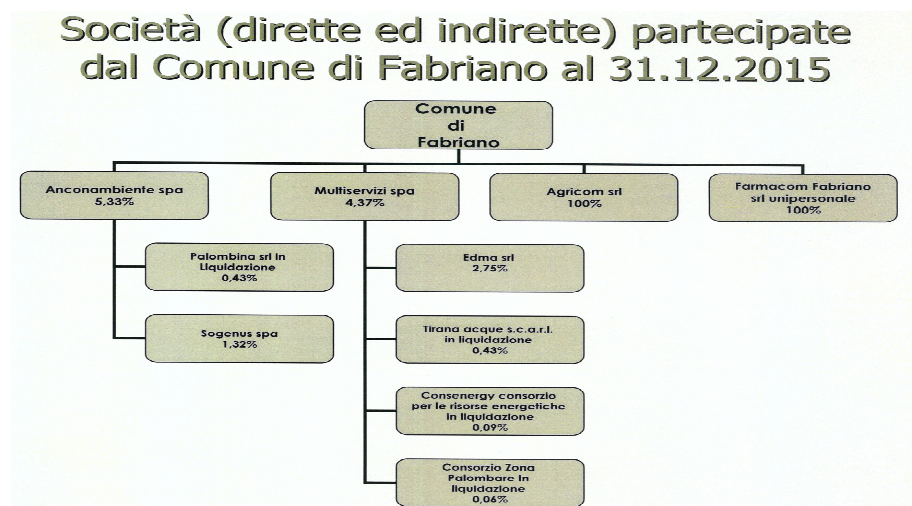 Società (dirette ed indirette) partecipate
dal Comune di Fabriano al 31.12.2015
Comune
di
Fabriano
Anconambiente spa
5,33%
Multiservizi spa
4,37%
Agricom srl
100%
Farmacom Fabriano
srl unipersonale
100%
Palombina srl in
Liquidazione
0,43%
Sogenus spa
1,32%
Edma srl
2,75%
Tirana acque s.c.a.r.l.
in liquidazione
0,43%
Consenergy consorzio
per le risorse energetiche
in liquidazione
0,09%
Consorzio Zona
Palombare in
liquidazione
0,06%